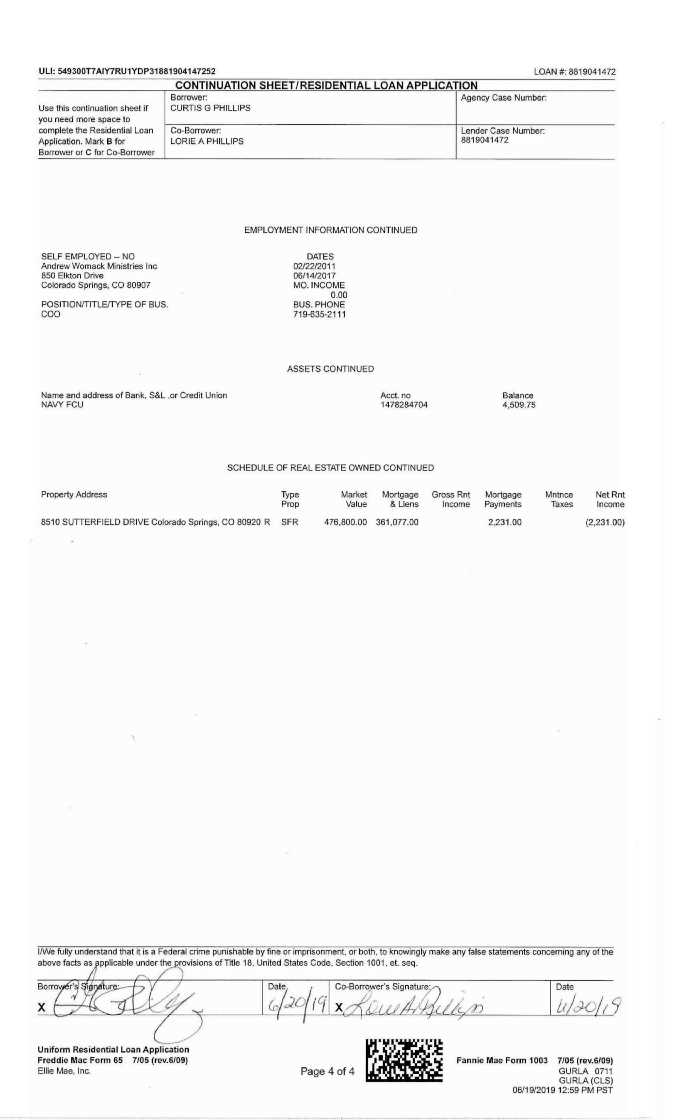 ULI: 549300T7AIY7RU1YDP31881904147252 LOAN #: 8819041472
CONTINUATION SHEET/RESIDENTIAL LOAN APPLICATION
Use this continuation sheet if
you need more space to
complete the Residential Loan
Application. Mark B for
Borrower or C for Co-Borrower
Borrower:
CURTIS G PHILLIPS
Agency Case Number:
Co-Borrower:
LORIE A PHILLIPS
Lender Case Number:
8819041472
EMPLOYMENT INFORMATION CONTINUED
SELF EMPLOYED -- NO DATES
Andrew Womack Ministries Inc 02/22/2011
850 Elkton Drive 06/14/2017
Colorado Springs, CO 80907 MO. INCOME
0.00
POSITION/TITLE/TYPE OF BUS. BUS. PHONE
COO 719-635-2111
ASSETS CONTINUED
Name and address of Bank, S&L ,or Credit Union Acct. no Balance
NAVY FCU 1478284704 4,509.75
SCHEDULE OF REAL ESTATE OWNED CONTINUED
Property Address Type Market Mortgage Gross Rnt Mortgage Mntnce Net Rnt
Prop Value & Liens Income Payments Taxes Income
8510 SUTTERFIELD DRIVE Colorado Springs, CO 80920 R SFR 476,800.00 361,077.00 2,231.00 (2,231.00)
I/We fully understand that it is a Federal crime punishable by fine or imprisonment, or both, to knowingly make any false statements concerning any of the
above facts as applicable under the provisions of Title 18, United States Code, Section 1001, et. seq.
Borrower's Signature: Date Co-Borrower's Signature: Date
X 6/20/19 X Lorie A. Phillips 6/20/19
Uniform Residential Loan Application
Freddie Mac Form 65 7/05 (rev.6/09) Fannie Mae Form 1003 7/05 (rev.6/09)
Ellie Mae, Inc. Page 4 of 4 GURLA 0711
GURLA (CLS)
06/19/2019 12:59 PM PST